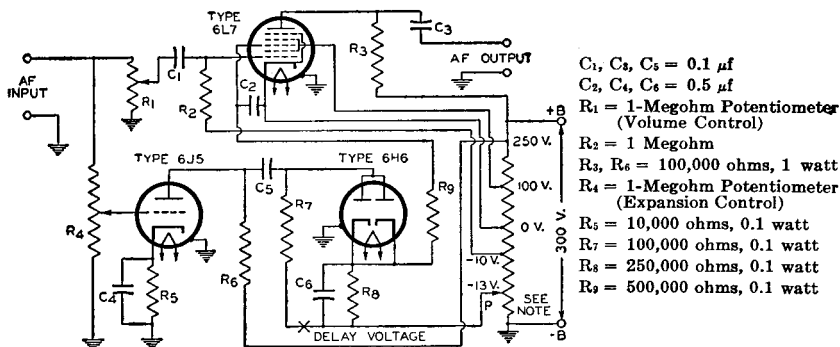 TYPE
6L7
C3
AF
INPUT
R1
C1
R2
C2
R3
AF OUTPUT
+B
250 V.
100 V.
0 V.
-10 V.
-13 V.
P
300 V.
SEE
NOTE
-B
TYPE 6J5
C5
TYPE 6H6
R4
R7
R9
R6
C4
R5
C6
R8
DELAY VOLTAGE
C₁, C₃, C₅ = 0.1 μf
C₂, C₄, C₆ = 0.5 μf
R₁ = 1-Megohm Potentiometer
(Volume Control)
R₂ = 1 Megohm
R₃, R₆ = 100,000 ohms, 1 watt
R₄ = 1-Megohm Potentiometer
(Expansion Control)
R₅ = 10,000 ohms, 0.1 watt
R₇ = 100,000 ohms, 0.1 watt
R₈ = 250,000 ohms, 0.1 watt
R₉ = 500,000 ohms, 0.1 watt